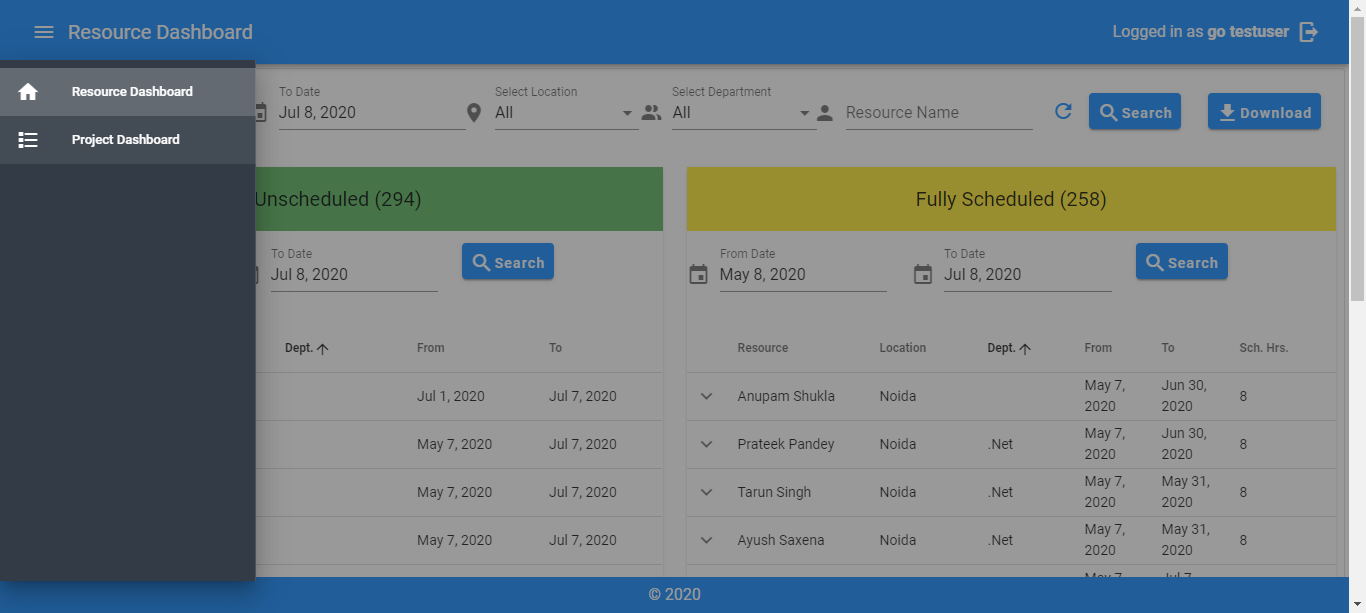 Resource Dashboard
Logged in as go testuser
Resource Dashboard
Project Dashboard
To Date
Jul 8, 2020
Select Location
All
Select Department
All
Resource Name
Search
Download
Unscheduled (294)
To Date
Jul 8, 2020
Search
Dept. From To
Jul 1, 2020 Jul 7, 2020
May 7, 2020 Jul 7, 2020
May 7, 2020 Jul 7, 2020
May 7, 2020 Jul 7, 2020
Fully Scheduled (258)
From Date
May 8, 2020
To Date
Jul 8, 2020
Search
Resource Location Dept. From To Sch. Hrs.
Anupam Shukla Noida May 7, 2020 Jun 30, 2020 8
Prateek Pandey Noida .Net May 7, 2020 Jun 30, 2020 8
Tarun Singh Noida .Net May 7, 2020 May 31, 2020 8
Ayush Saxena Noida .Net May 7, 2020 May 31, 2020 8
© 2020